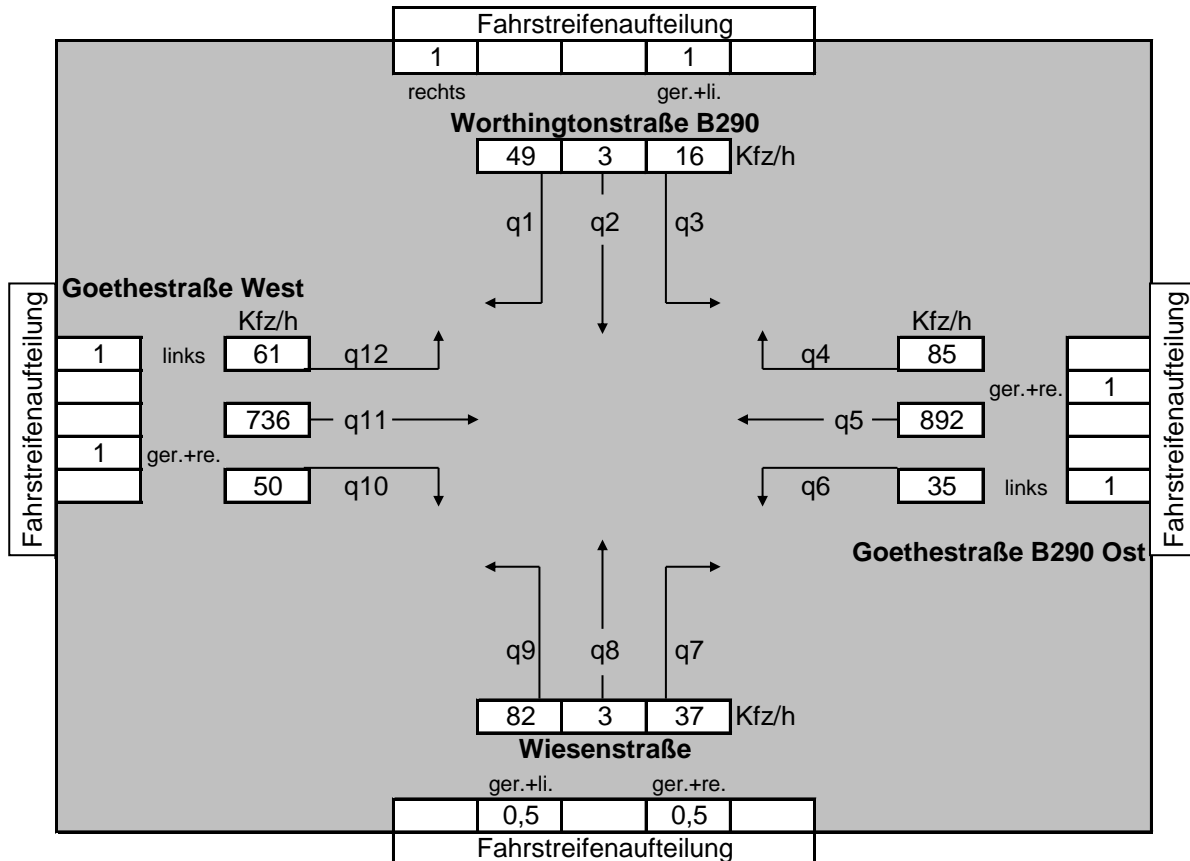 Fahrstreifenaufteilung
1 1
rechts ger.+li.
Worthingtonstraße B290
49 3 16 Kfz/h
q1 q2 q3
Goethestraße West
Fahrstreifenaufteilung
Kfz/h
1 links 61 q12
736 q11
1 ger.+re.
50 q10
Kfz/h
q4 85
ger.+re. 1
q5 892
q6 35 links 1
Goethestraße B290 Ost
Fahrstreifenaufteilung
q9 q8 q7
82 3 37 Kfz/h
Wiesenstraße
ger.+li. ger.+re.
0,5 0,5
Fahrstreifenaufteilung